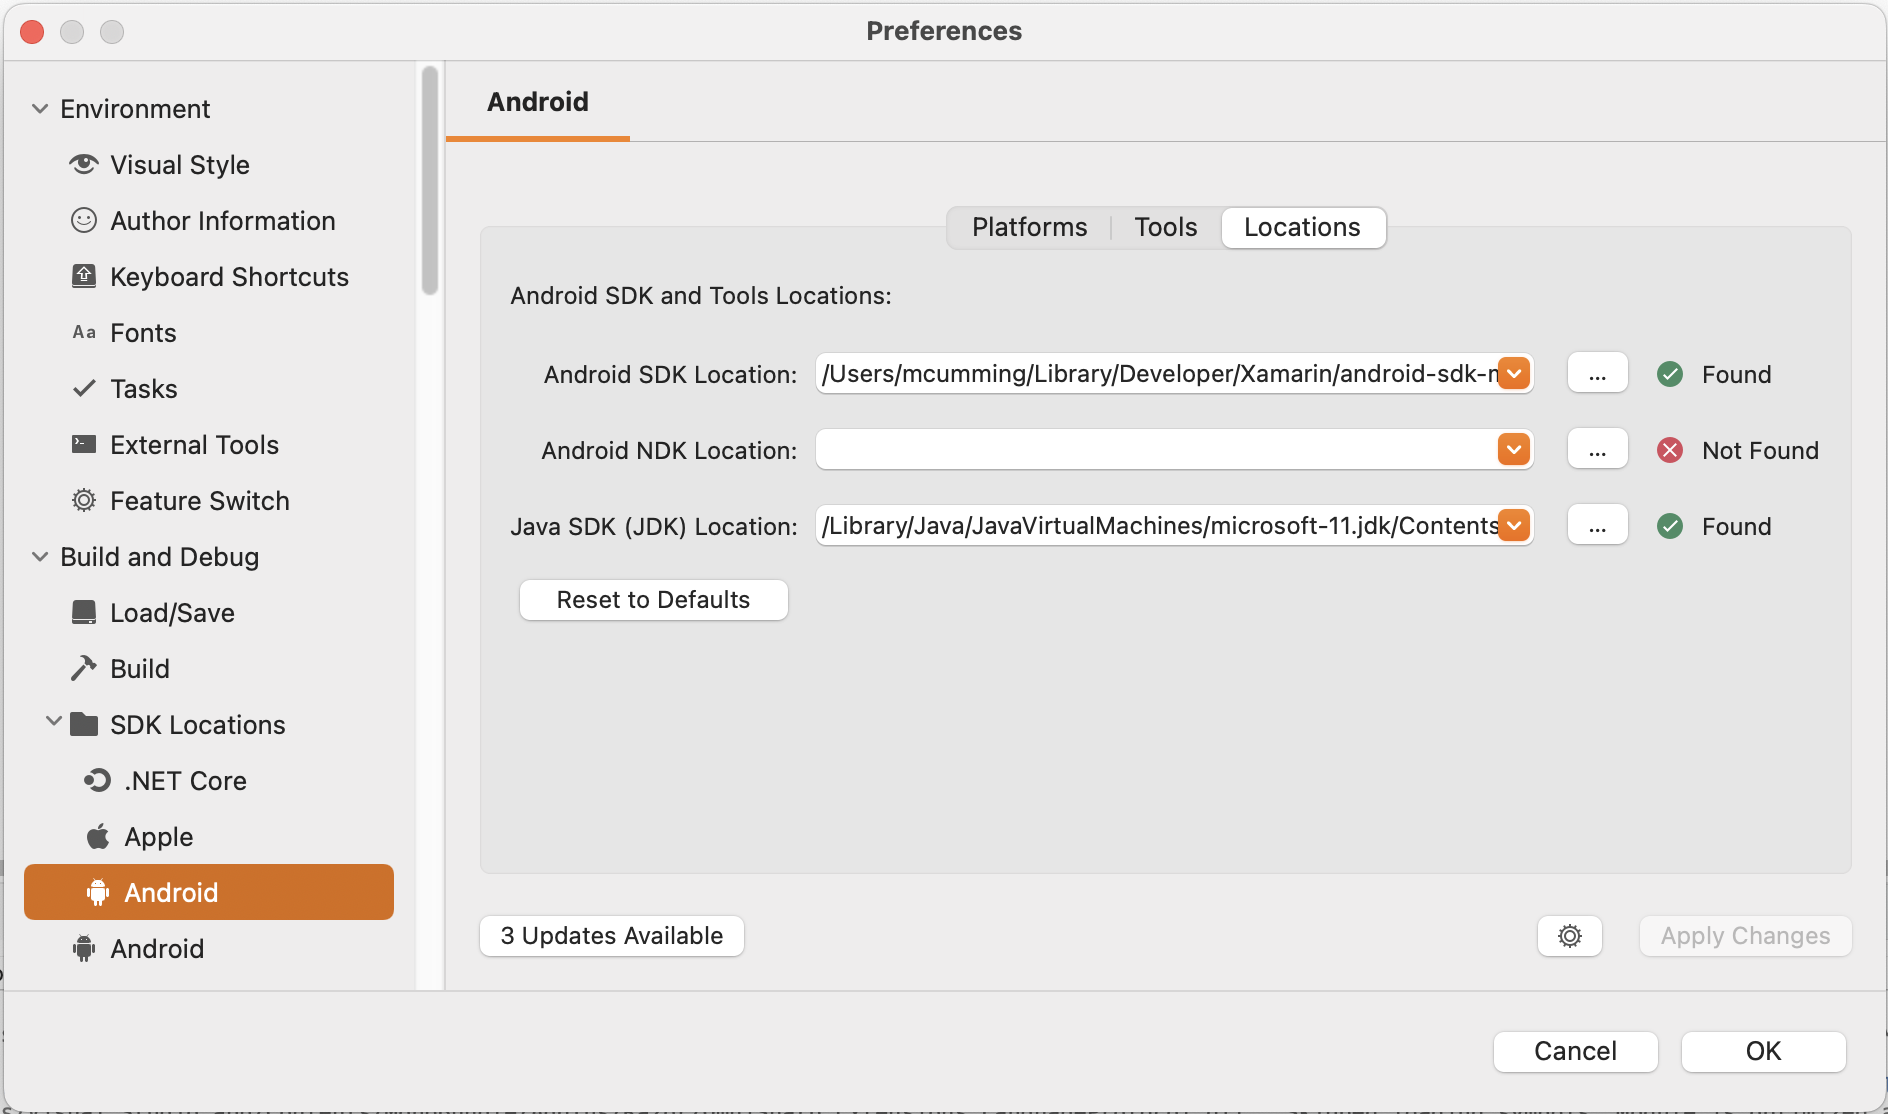 Preferences
Environment
Visual Style
Author Information
Keyboard Shortcuts
Aa Fonts
Tasks
External Tools
Feature Switch
Build and Debug
Load/Save
Build
SDK Locations
.NET Core
Apple
Android
Android
Android
Platforms
Tools
Locations
Android SDK and Tools Locations:
Android SDK Location: /Users/mcumming/Library/Developer/Xamarin/android-sdk- ... Found
Android NDK Location: ... Not Found
Java SDK (JDK) Location: /Library/Java/JavaVirtualMachines/microsoft-11.jdk/Contents ... Found
Reset to Defaults
3 Updates Available
Apply Changes
Cancel
OK